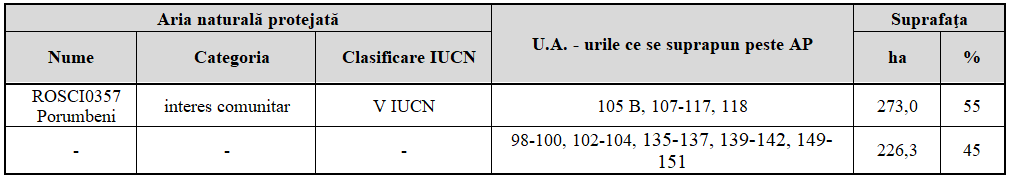 Aria naturală protejată
U.A. - urile ce se suprapun peste AP
Suprafaţa
Nume
Categoria
Clasificare IUCN
ha
%
ROSCI0357
Porumbeni
interes comunitar
V IUCN
105 B, 107-117, 118
273,0
55
-
-
-
98-100, 102-104, 135-137, 139-142, 149-
151
226,3
45